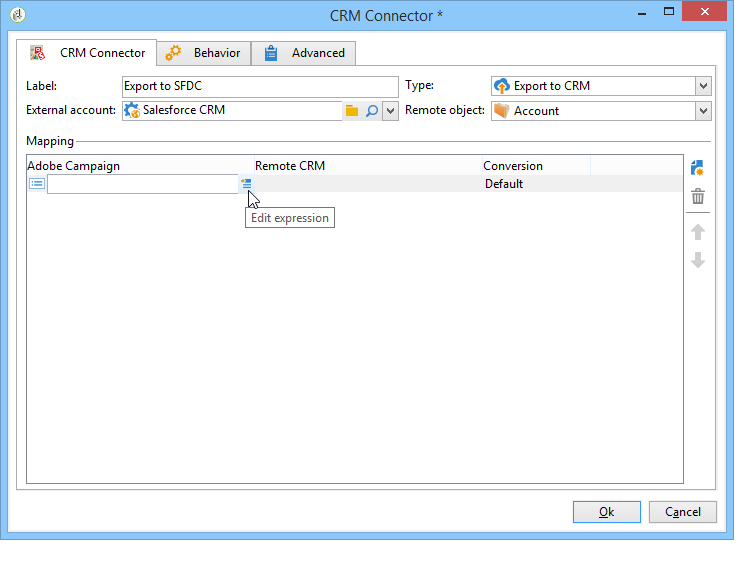 CRM Connector *
CRM Connector Behavior Advanced
Label: Export to SFDC Type: Export to CRM
External account: Salesforce CRM Remote object: Account
Mapping
Adobe Campaign Remote CRM Conversion
Default
Edit expression
Ok Cancel